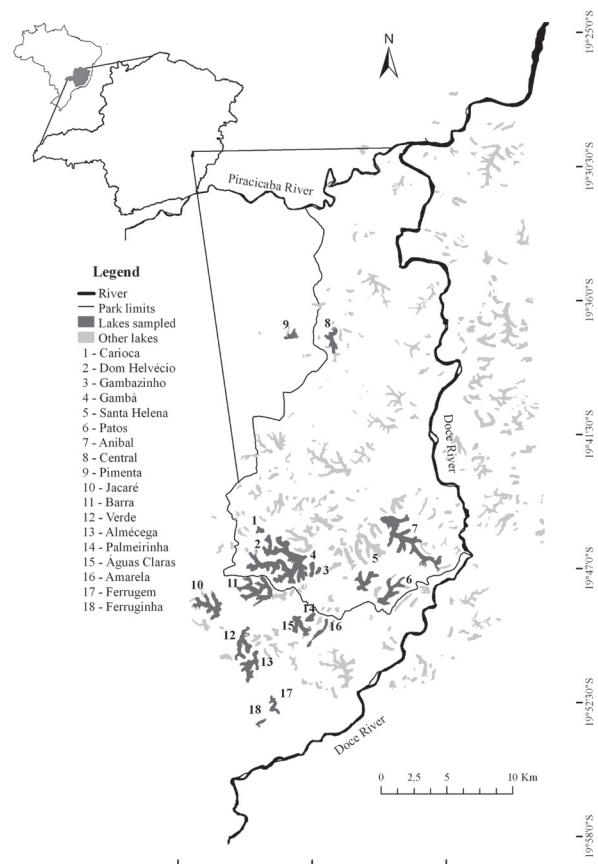 N
19°25'0"S
19°30'30"S
19°36'0"S
19°41'30"S
19°47'0"S
19°52'30"S
19°58'0"S
Piracicaba River
Doce River
Doce River
Legend
River
Park limits
Lakes sampled
Other lakes
1 - Carioca
2 - Dom Helvécio
3 - Gambazinho
4 - Gambá
5 - Santa Helena
6 - Patos
7 - Anibal
8 - Central
9 - Pimenta
10 - Jacaré
11 - Barra
12 - Verde
13 - Almécega
14 - Palmeirinha
15 - Águas Claras
16 - Amarela
17 - Ferrugem
18 - Ferruginha
9
8
1
2
4
3
7
5
6
10
11
14
15
16
12
13
17
18
0 2,5 5 10 Km